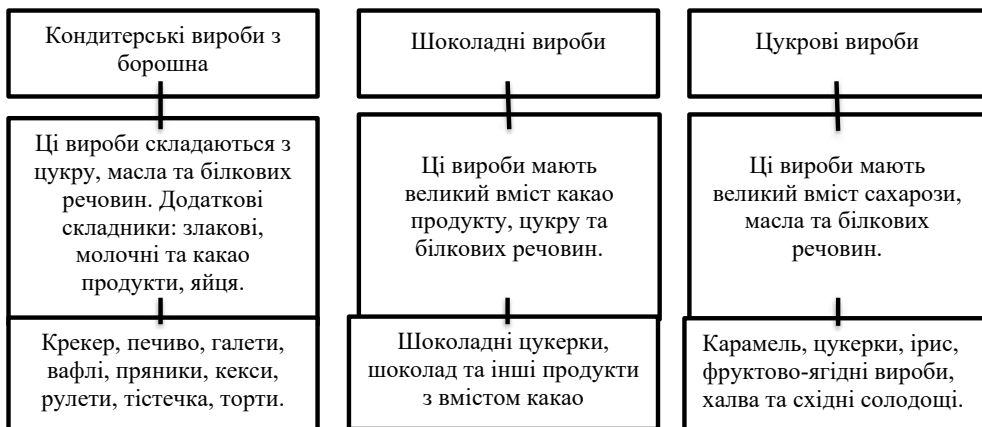 Кондитерські вироби з
борошна
Ці вироби складаються з
цукру, масла та білкових
речовин. Додаткові
складники: злакові,
молочні та какао
продукти, яйця.
Крекер, печиво, галети,
вафлі, пряники, кекси,
рулети, тістечка, торти.
Шоколадні вироби
Ці вироби мають
великий вміст какао
продукту, цукру та
білкових речовин.
Шоколадні цукерки,
шоколад та інші продукти
з вмістом какао
Цукрові вироби
Ці вироби мають
великий вміст сахарози,
масла та білкових
речовин.
Карамель, цукерки, ірис,
фруктово-ягідні вироби,
халва та східні солодощі.